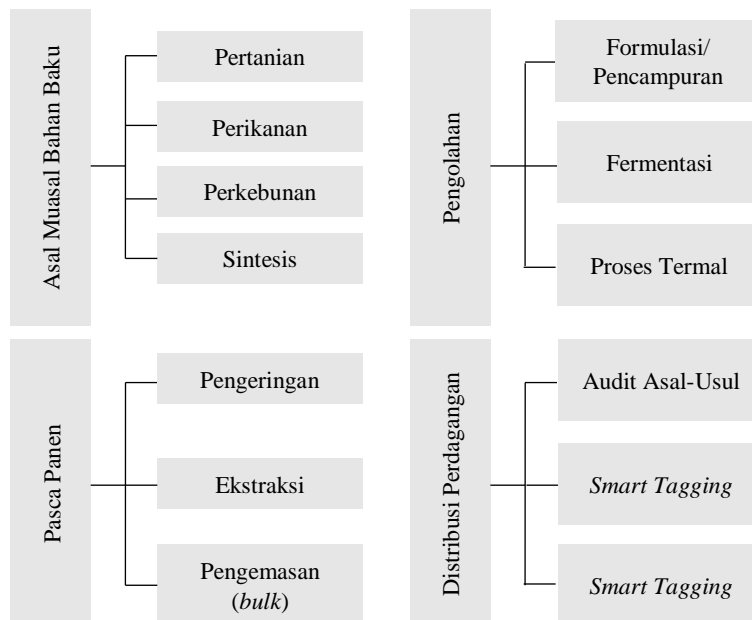 Asal Muasal Bahan Baku
Pertanian
Perikanan
Perkebunan
Sintesis
Pengolahan
Formulasi/
Pencampuran
Fermentasi
Proses Termal
Pasca Panen
Pengeringan
Ekstraksi
Pengemasan
(bulk)
Distribusi Perdagangan
Audit Asal-Usul
Smart Tagging
Smart Tagging